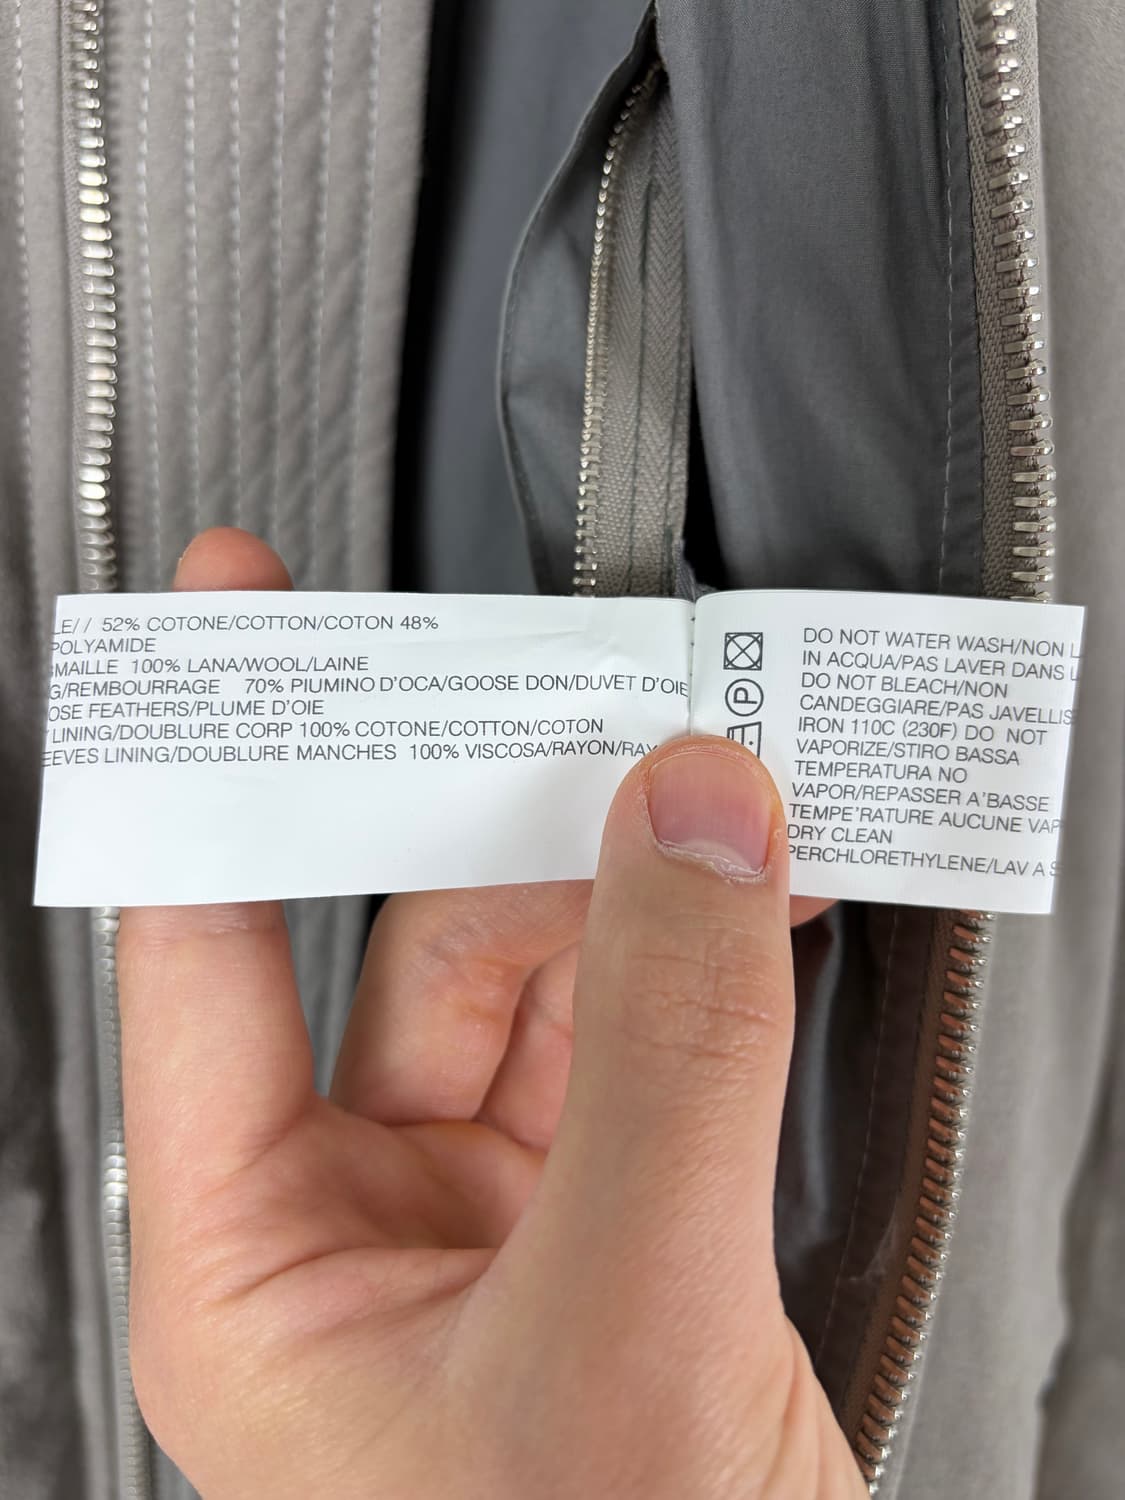 LE// 52% COTONE/COTTON/COTON 48%
POLYAMIDE
MAILLE 100% LANA/WOOL/LAINE
G/REMBOURRAGE 70% PIUMINO D'OCA/GOOSE DON/DUVET D'OIE
OSE FEATHERS/PLUME D'OIE
LINING/DOUBLURE CORP 100% COTONE/COTTON/COTON
EEVES LINING/DOUBLURE MANCHES 100% VISCOSA/RAYON/RAY
P
DO NOT WATER WASH/NON L
IN ACQUA/PAS LAVER DANS L
DO NOT BLEACH/NON
CANDEGGIARE/PAS JAVELLIS
IRON 110C (230F) DO NOT
VAPORIZE/STIRO BASSA
TEMPERATURA NO
VAPOR/REPASSER A'BASSE
TEMPE'RATURE AUCUNE VAP
DRY CLEAN
PERCHLORETHYLENE/LAV A S